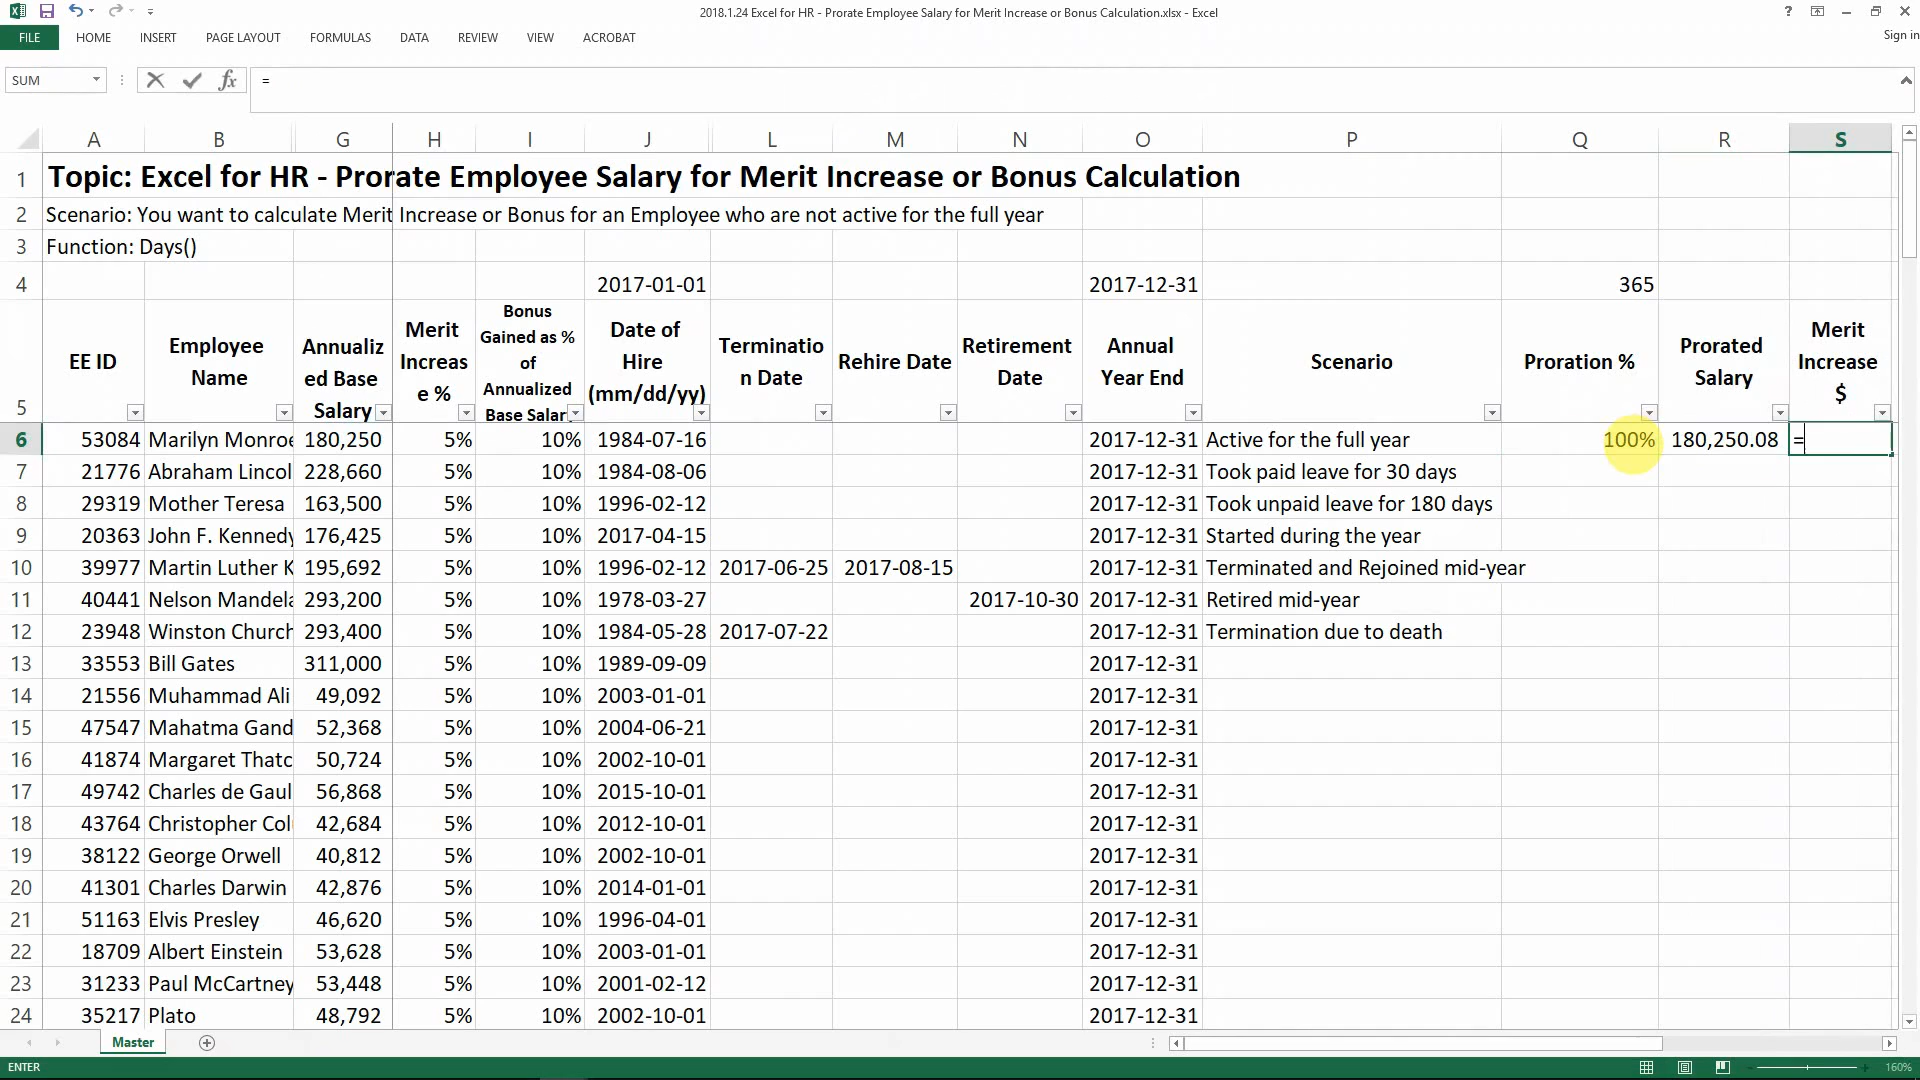 2018.1.24 Excel for HR - Prorate Employee Salary for Merit Increase or Bonus Calculation.xlsx - Excel
?
FILE HOME INSERT PAGE LAYOUT FORMULAS DATA REVIEW VIEW ACROBAT Sign in
SUM fx =
A B G H I J L M N O P Q R S
1 Topic: Excel for HR - Prorate Employee Salary for Merit Increase or Bonus Calculation
2 Scenario: You want to calculate Merit Increase or Bonus for an Employee who are not active for the full year
3 Function: Days()
4 2017-01-01 2017-12-31 365
5 EE ID
Employee
Name
Annualiz
ed Base
Salary
Merit
Increas
e %
Bonus
Gained as %
of
Annualized
Base Salary
Date of
Hire
(mm/dd/yy)
Terminatio
n Date
Rehire Date
Retirement
Date
Annual
Year End
Scenario
Proration %
Prorated
Salary
Merit
Increase
$
6 53084 Marilyn Monroe 180,250 5% 10% 1984-07-16 2017-12-31 Active for the full year 100% 180,250.08 =
7 21776 Abraham Lincol 228,660 5% 10% 1984-08-06 2017-12-31 Took paid leave for 30 days
8 29319 Mother Teresa 163,500 5% 10% 1996-02-12 2017-12-31 Took unpaid leave for 180 days
9 20363 John F. Kennedy 176,425 5% 10% 2017-04-15 2017-12-31 Started during the year
10 39977 Martin Luther K 195,692 5% 10% 1996-02-12 2017-06-25 2017-08-15 2017-12-31 Terminated and Rejoined mid-year
11 40441 Nelson Mandela 293,200 5% 10% 1978-03-27 2017-10-30 2017-12-31 Retired mid-year
12 23948 Winston Church 293,400 5% 10% 1984-05-28 2017-07-22 2017-12-31 Termination due to death
13 33553 Bill Gates 311,000 5% 10% 1989-09-09 2017-12-31
14 21556 Muhammad Ali 49,092 5% 10% 2003-01-01 2017-12-31
15 47547 Mahatma Gand 52,368 5% 10% 2004-06-21 2017-12-31
16 41874 Margaret Thatc 50,724 5% 10% 2002-10-01 2017-12-31
17 49742 Charles de Gaul 56,868 5% 10% 2015-10-01 2017-12-31
18 43764 Christopher Col 42,684 5% 10% 2012-10-01 2017-12-31
19 38122 George Orwell 40,812 5% 10% 2002-10-01 2017-12-31
20 41301 Charles Darwin 42,876 5% 10% 2014-01-01 2017-12-31
21 51163 Elvis Presley 46,620 5% 10% 1996-04-01 2017-12-31
22 18709 Albert Einstein 53,628 5% 10% 2003-01-01 2017-12-31
23 31233 Paul McCartney 53,448 5% 10% 2001-02-12 2017-12-31
24 35217 Plato 48,792 5% 10% 2002-10-01 2017-12-31
Master
ENTER 160%